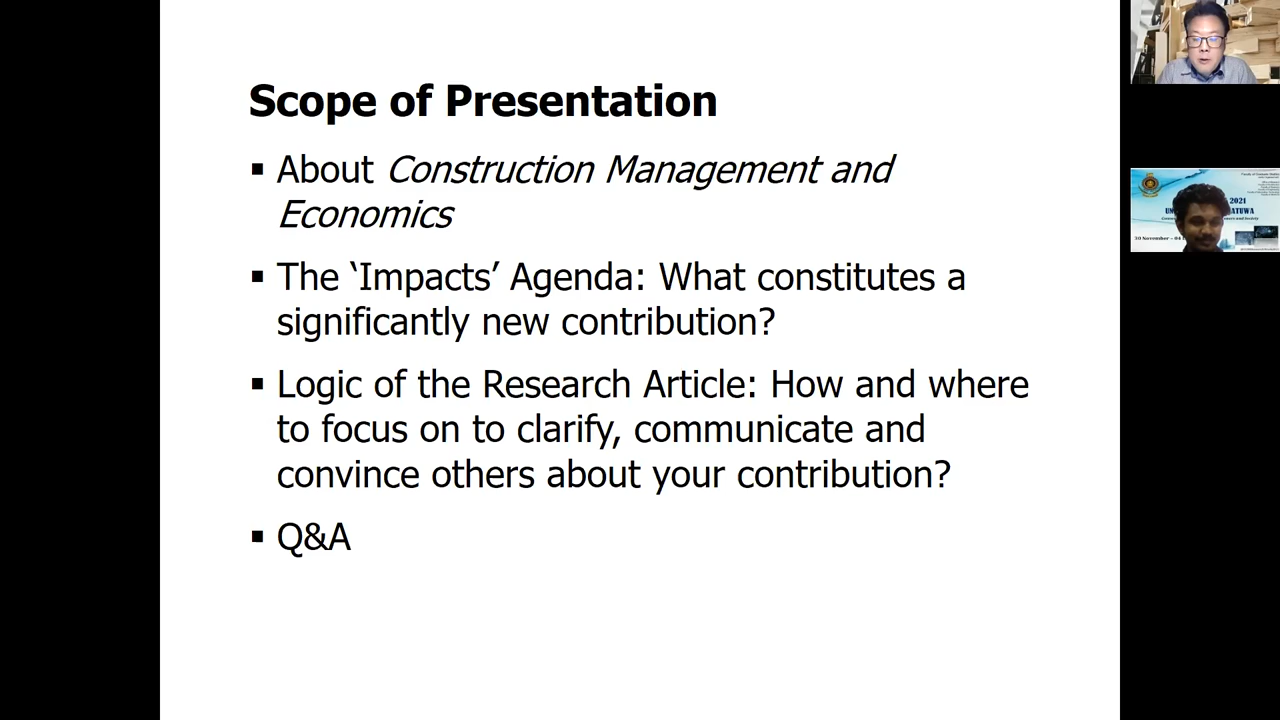 Scope of Presentation
▪ About Construction Management and
Economics
▪ The ‘Impacts’ Agenda: What constitutes a
significantly new contribution?
▪ Logic of the Research Article: How and where
to focus on to clarify, communicate and
convince others about your contribution?
▪ Q&A
2021
30 November -